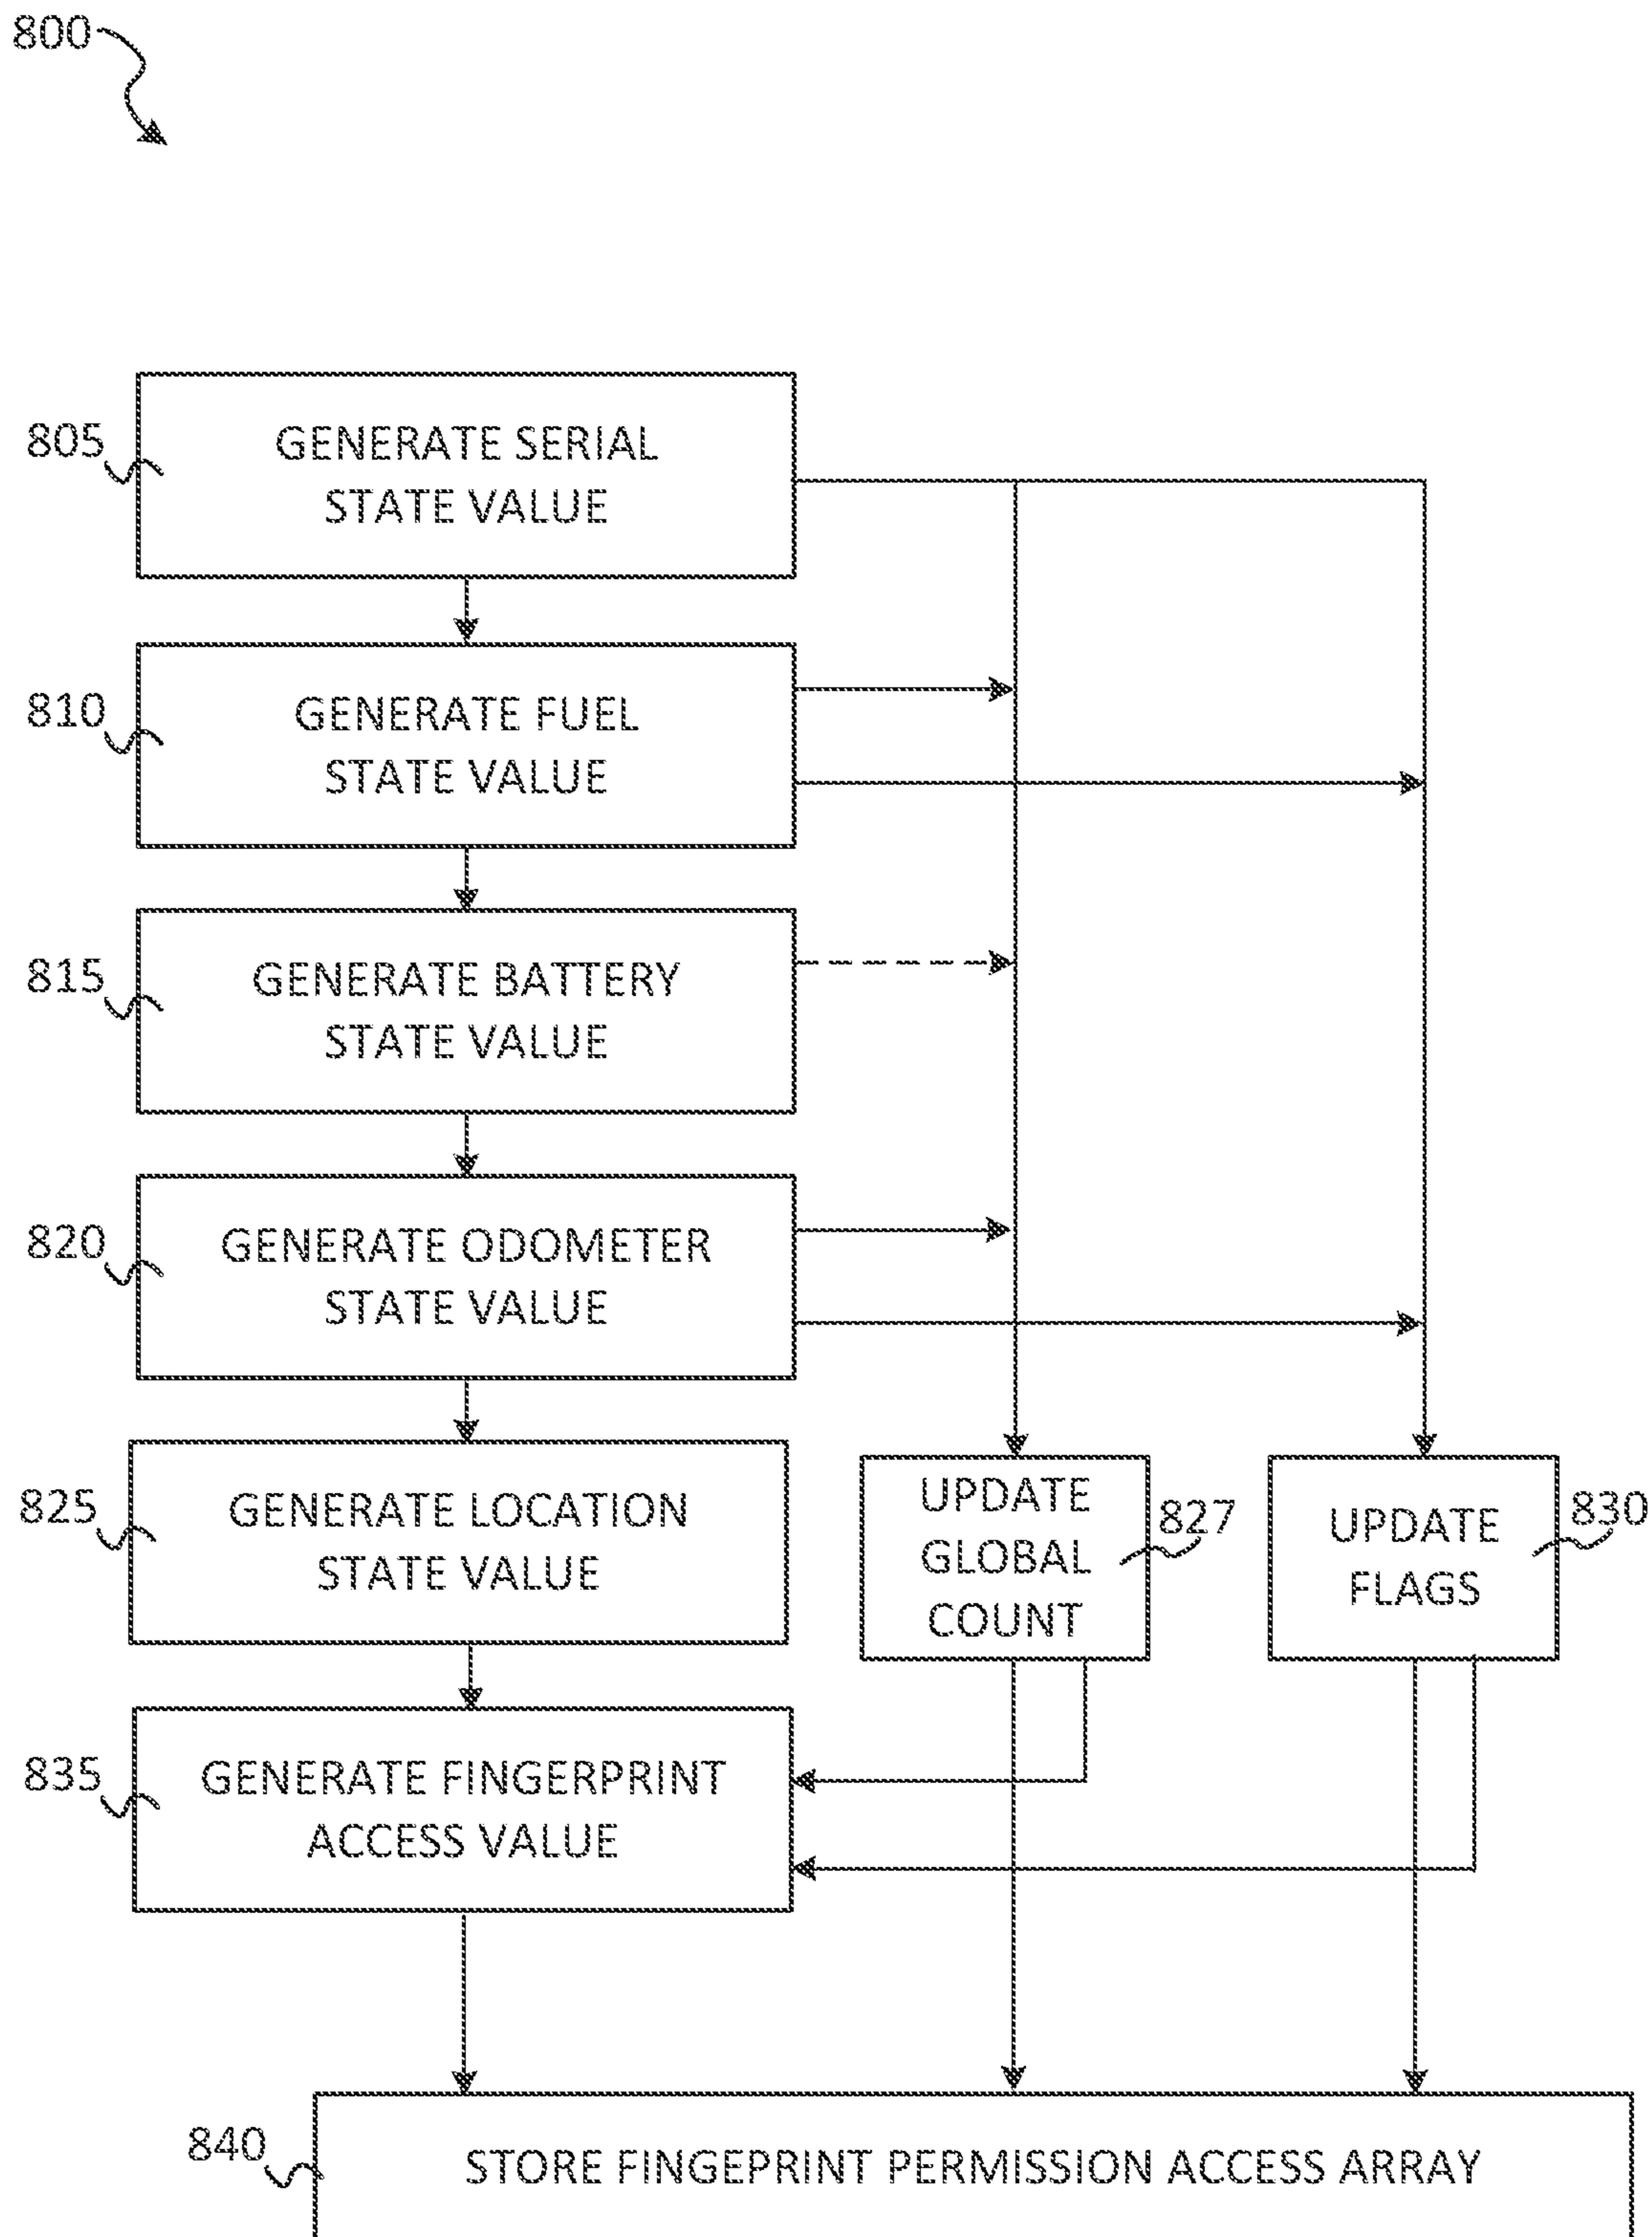 800
805
GENERATE SERIAL
STATE VALUE
810
GENERATE FUEL
STATE VALUE
815
GENERATE BATTERY
STATE VALUE
820
GENERATE ODOMETER
STATE VALUE
825
GENERATE LOCATION
STATE VALUE
UPDATE
GLOBAL
COUNT
827
UPDATE
FLAGS
830
835
GENERATE FINGERPRINT
ACCESS VALUE
840
STORE FINGEPRINT PERMISSION ACCESS ARRAY